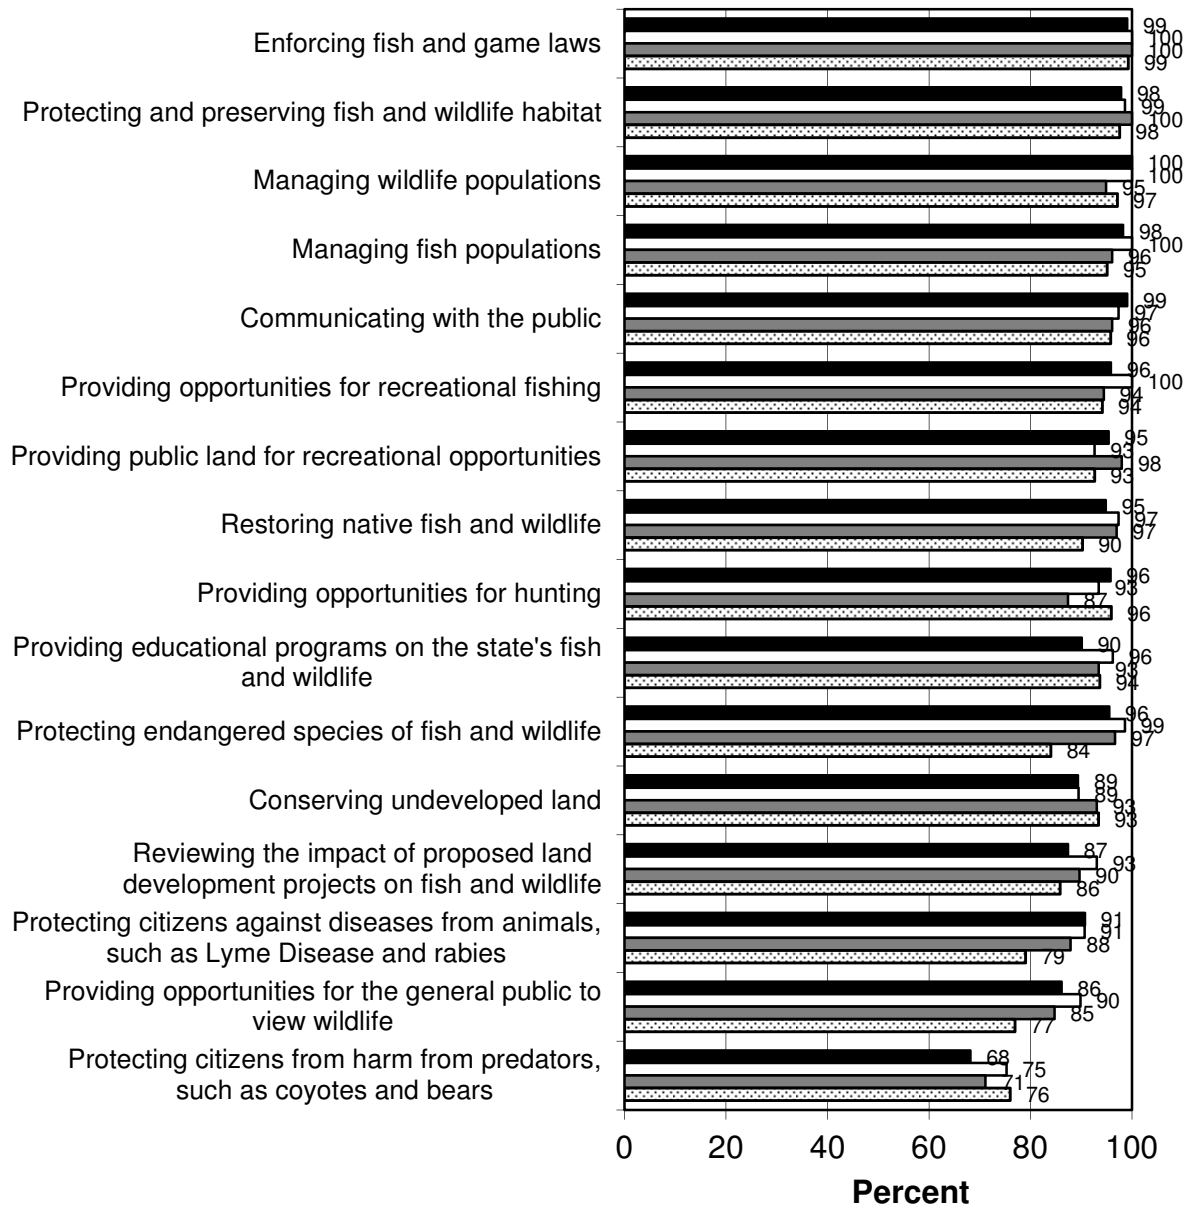 Enforcing fish and game laws
99
100
100
99
Protecting and preserving fish and wildlife habitat
98
99
100
98
Managing wildlife populations
100
100
95
97
Managing fish populations
98
100
96
95
Communicating with the public
99
97
96
96
Providing opportunities for recreational fishing
96
100
94
94
Providing public land for recreational opportunities
95
93
98
93
Restoring native fish and wildlife
95
97
97
90
Providing opportunities for hunting
96
93
87
96
Providing educational programs on the state's fish
and wildlife
90
96
93
94
Protecting endangered species of fish and wildlife
96
99
97
84
Conserving undeveloped land
89
89
93
93
Reviewing the impact of proposed land
development projects on fish and wildlife
87
93
90
86
Protecting citizens against diseases from animals,
such as Lyme Disease and rabies
91
91
88
79
Providing opportunities for the general public to
view wildlife
86
90
85
77
Protecting citizens from harm from predators,
such as coyotes and bears
68
75
71
76
0 20 40 60 80 100
Percent